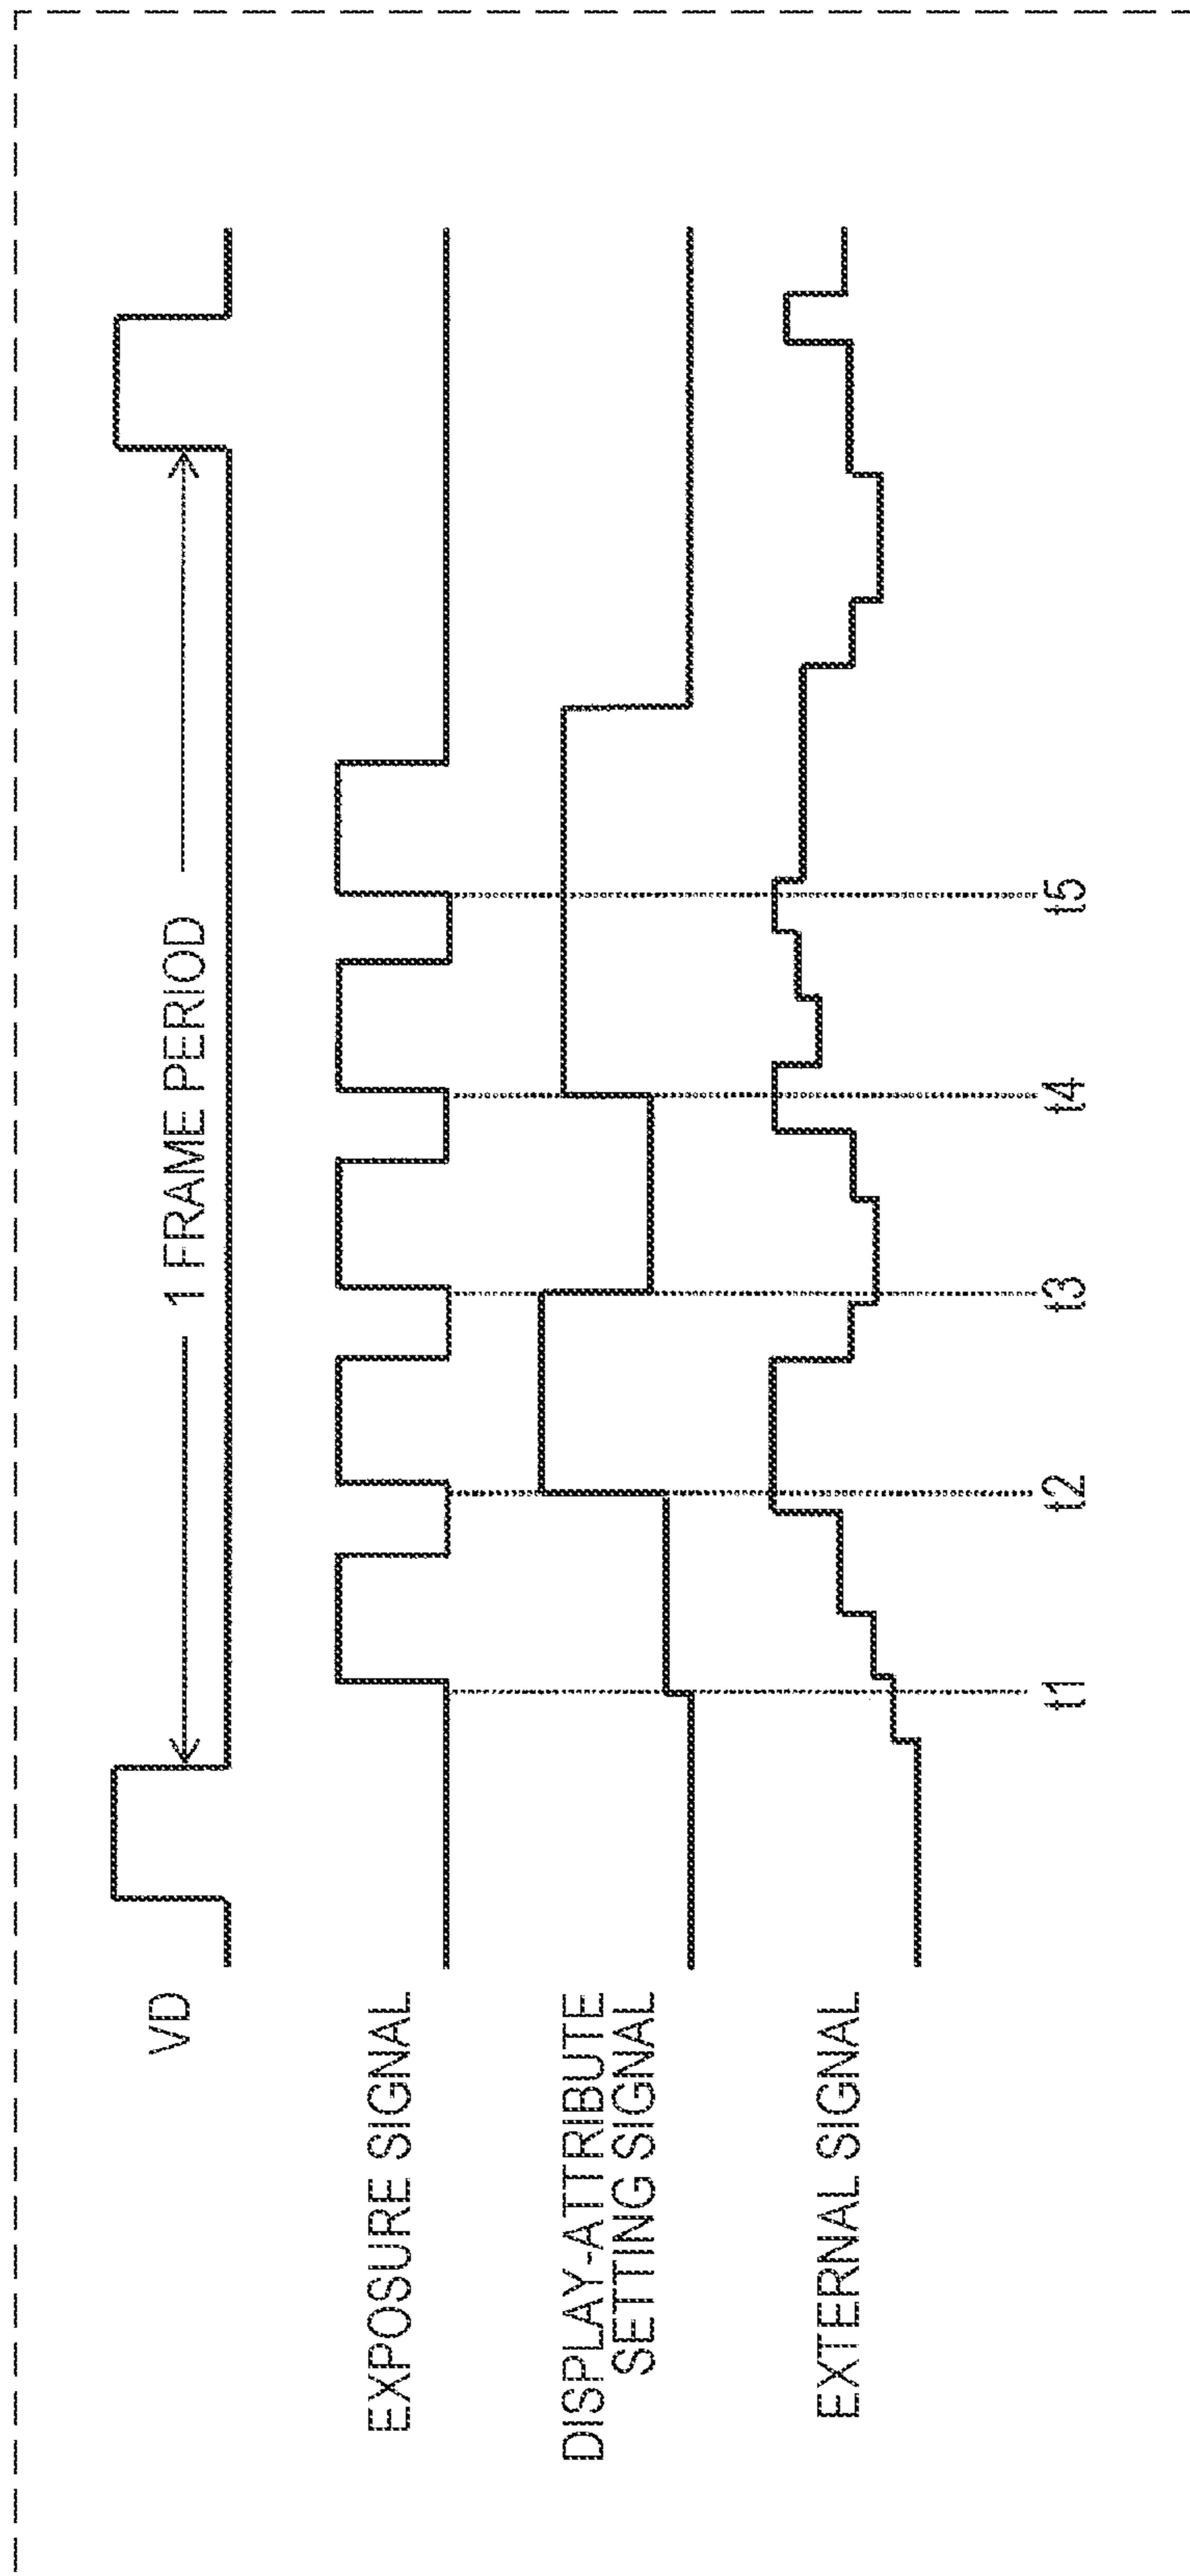 VD
1 FRAME PERIOD
EXPOSURE SIGNAL
DISPLAY-ATTRIBUTE
SETTING SIGNAL
EXTERNAL SIGNAL
t1
t2
t3
t4
t5